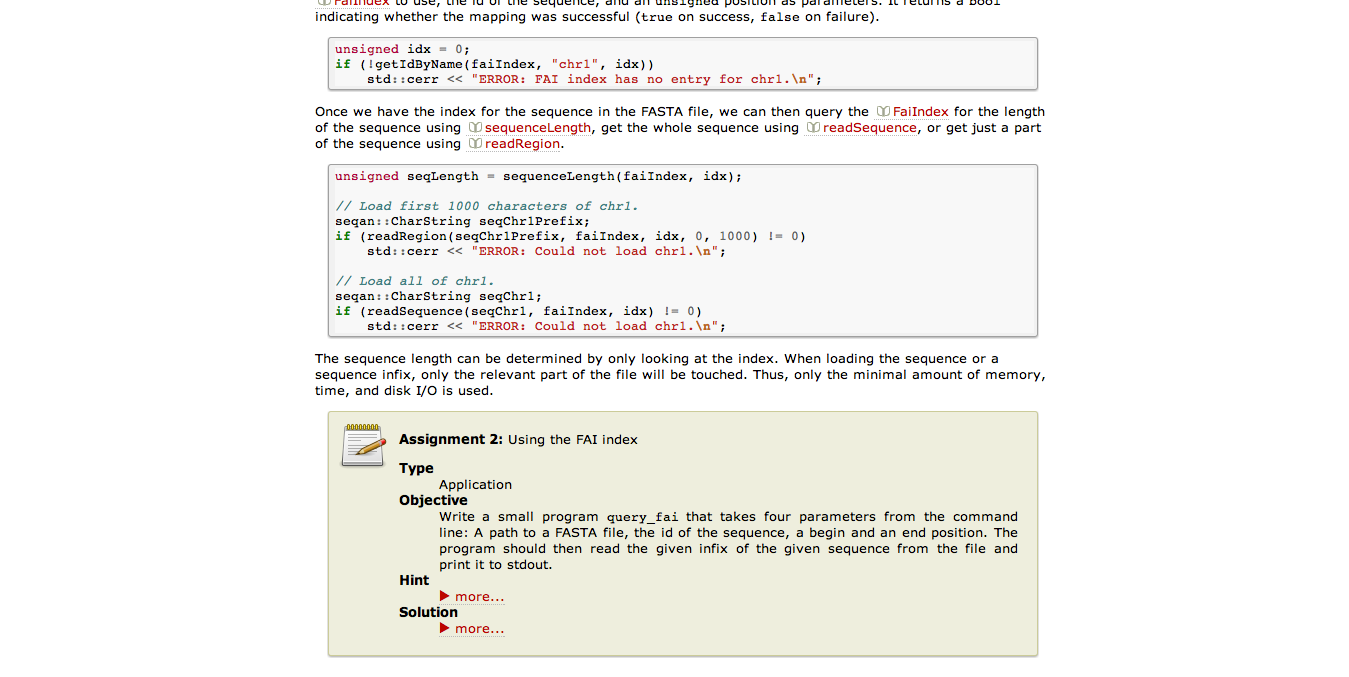 FaiIndex to use, the id of the sequence, and an unsigned position as parameters. It returns a bool
indicating whether the mapping was successful (true on success, false on failure).
unsigned idx = 0;
if (!getIdByName(faiIndex, "chr1", idx))
    std::cerr << "ERROR: FAI index has no entry for chr1.\n";
Once we have the index for the sequence in the FASTA file, we can then query the FaiIndex for the length
of the sequence using sequenceLength, get the whole sequence using readSequence, or get just a part
of the sequence using readRegion.
unsigned seqLength = sequenceLength(faiIndex, idx);
// Load first 1000 characters of chr1.
seqan::CharString seqChr1Prefix;
if (readRegion(seqChr1Prefix, faiIndex, idx, 0, 1000) != 0)
    std::cerr << "ERROR: Could not load chr1.\n";
// Load all of chr1.
seqan::CharString seqChr1;
if (readSequence(seqChr1, faiIndex, idx) != 0)
    std::cerr << "ERROR: Could not load chr1.\n";
The sequence length can be determined by only looking at the index. When loading the sequence or a
sequence infix, only the relevant part of the file will be touched. Thus, only the minimal amount of memory,
time, and disk I/O is used.
Assignment 2: Using the FAI index
Type
Application
Objective
Write a small program query_fai that takes four parameters from the command
line: A path to a FASTA file, the id of the sequence, a begin and an end position. The
program should then read the given infix of the given sequence from the file and
print it to stdout.
Hint
more...
Solution
more...